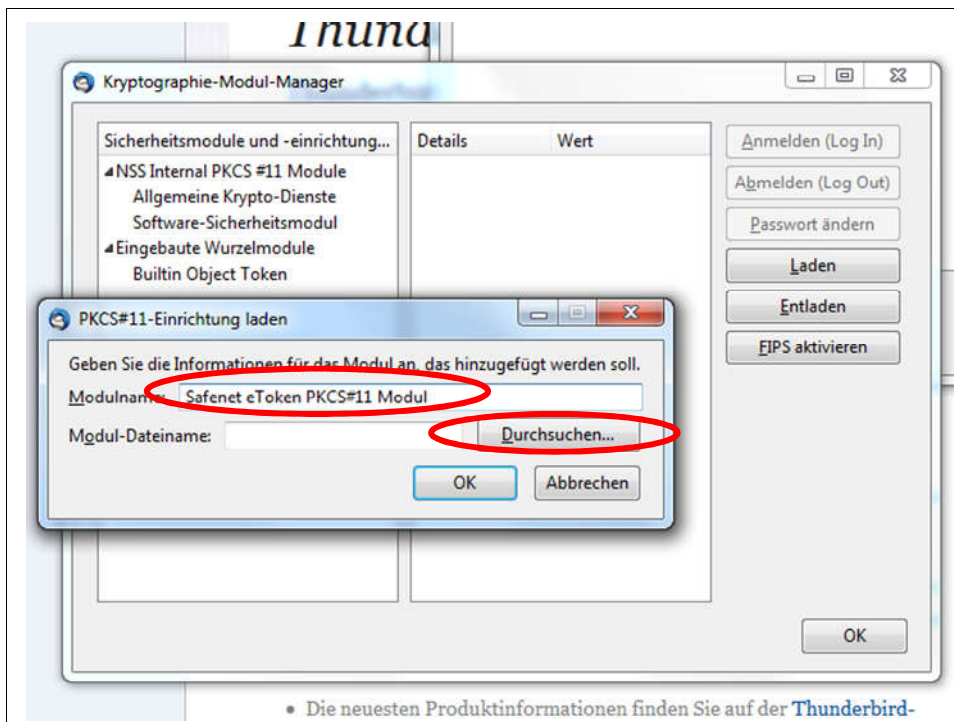 Thund
Kryptographie-Modul-Manager
Sicherheitsmodule und -einrichtung...
Details Wert
NSS Internal PKCS #11 Module
Allgemeine Krypto-Dienste
Software-Sicherheitsmodul
Eingebaute Wurzelmodule
Builtin Object Token
Anmelden (Log In)
Abmelden (Log Out)
Passwort ändern
Laden
Entladen
FIPS aktivieren
PKCS#11-Einrichtung laden
Geben Sie die Informationen für das Modul an, das hinzugefügt werden soll.
Modulname: Safenet eToken PKCS#11 Modul
Modul-Dateiname: Durchsuchen...
OK Abbrechen
OK
• Die neuesten Produktinformationen finden Sie auf der Thunderbird-